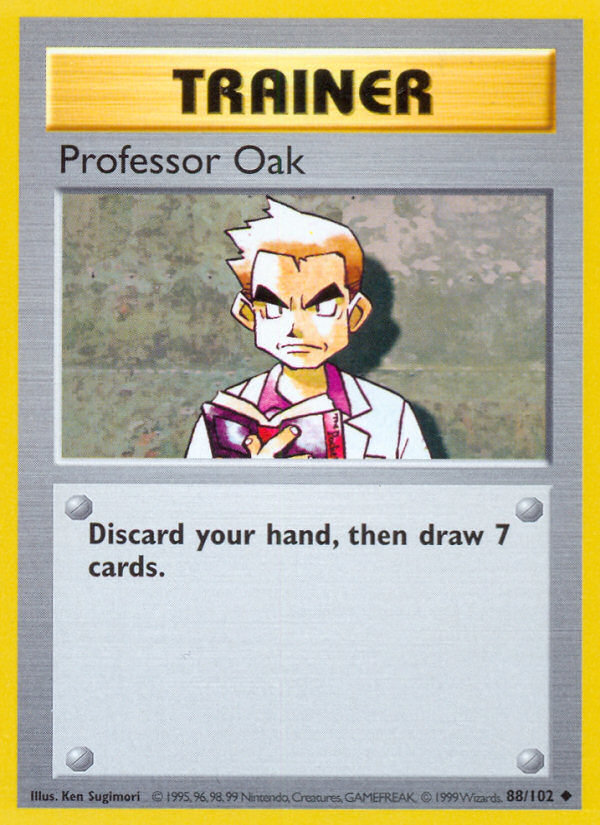 TRAINER
Professor Oak
Discard your hand, then draw 7
cards.
Illus. Ken Sugimori © 1995, 96, 98, 99 Nintendo, Creatures, GAMEFREAK. © 1999 Wizards. 88/102 ◆